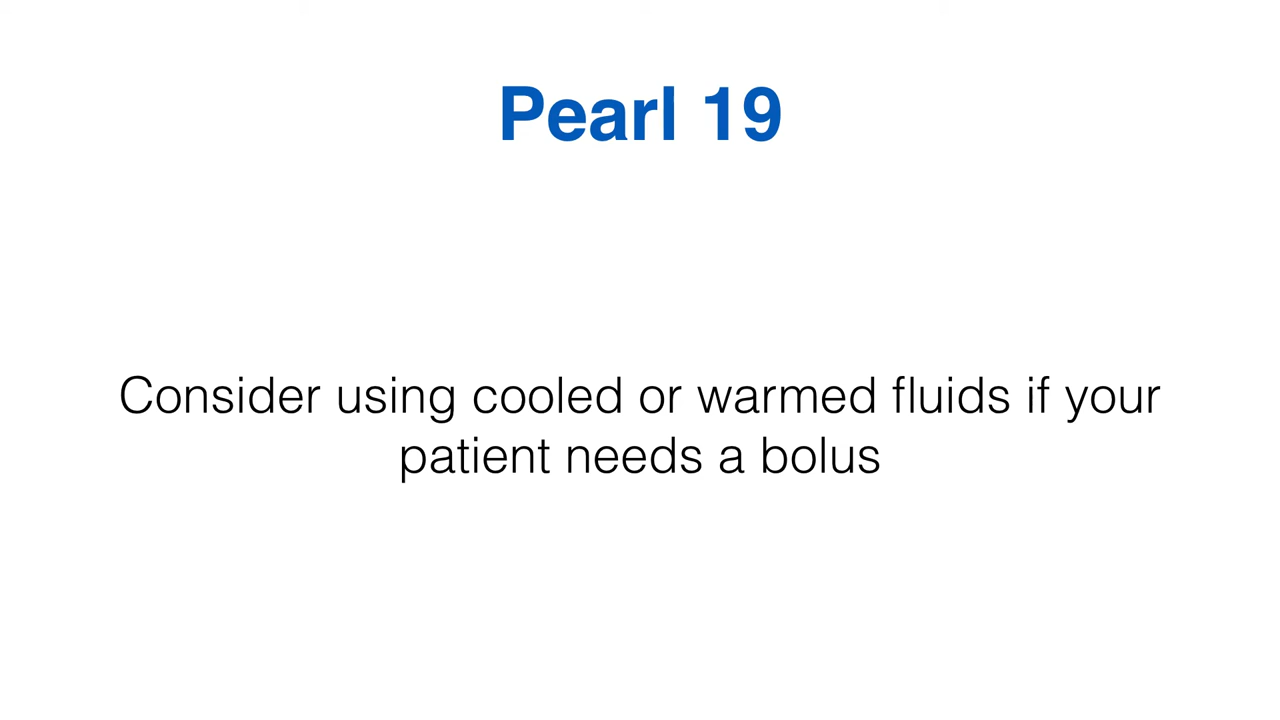 Pearl 19
Consider using cooled or warmed fluids if your
patient needs a bolus